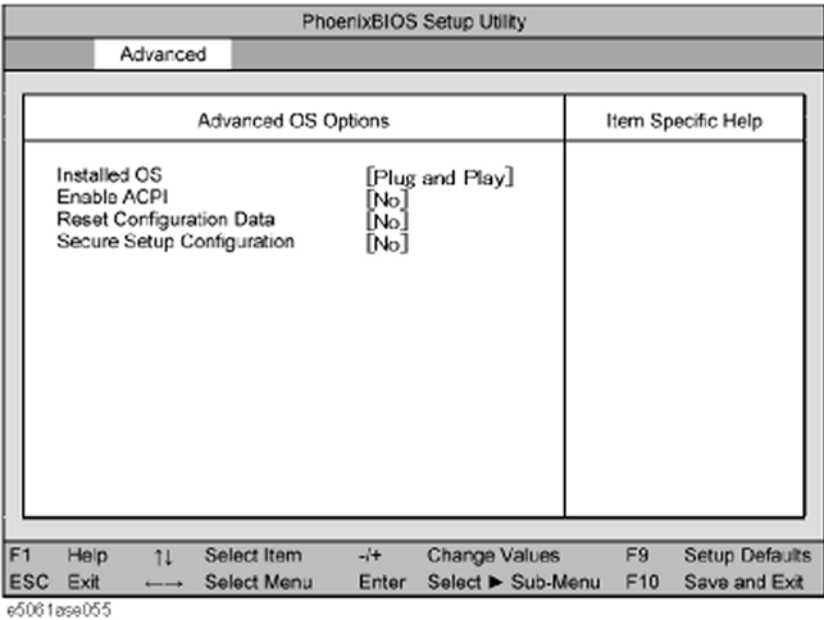 PhoenixBIOS Setup Utility
Advanced
Advanced OS Options
Item Specific Help
Installed OS [Plug and Play]
Enable ACPI [No]
Reset Configuration Data [No]
Secure Setup Configuration [No]
F1 Help ↑↓ Select Item -/+ Change Values F9 Setup Defaults
ESC Exit ←→ Select Menu Enter Select ► Sub-Menu F10 Save and Exit
e5061ase055